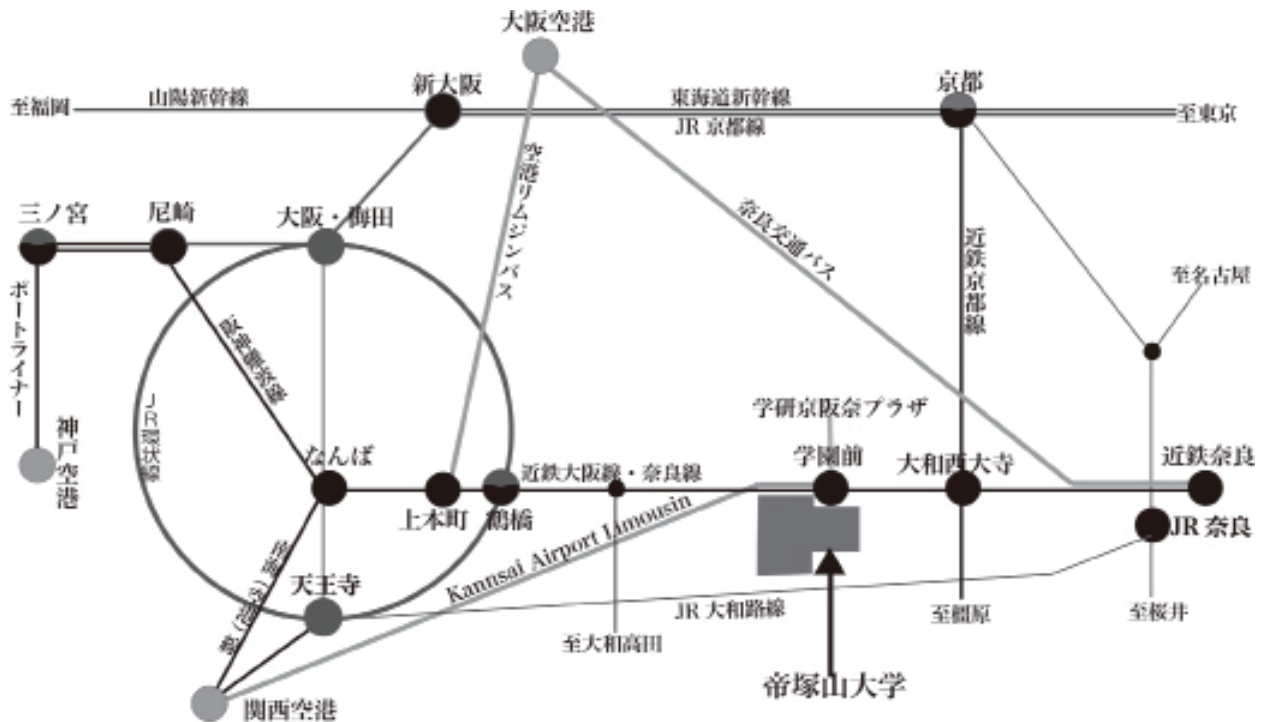 大阪空港
新大阪
京都
至福岡
山陽新幹線
東海道新幹線
至東京
JR 京都線
三ノ宮
尼崎
大阪・梅田
空港リムジンバス
奈良交通バス
近鉄京都線
至名古屋
ポートライナー
阪神難波線
JR環状線
神戸空港
学研京阪奈プラザ
なんば
近鉄大阪線・奈良線
学園前
大和西大寺
近鉄奈良
上本町
鶴橋
JR 奈良
Kannsai Airport Limousin
天王寺
JR 大和路線
至橿原
至桜井
至大和高田
帝塚山大学
関西空港